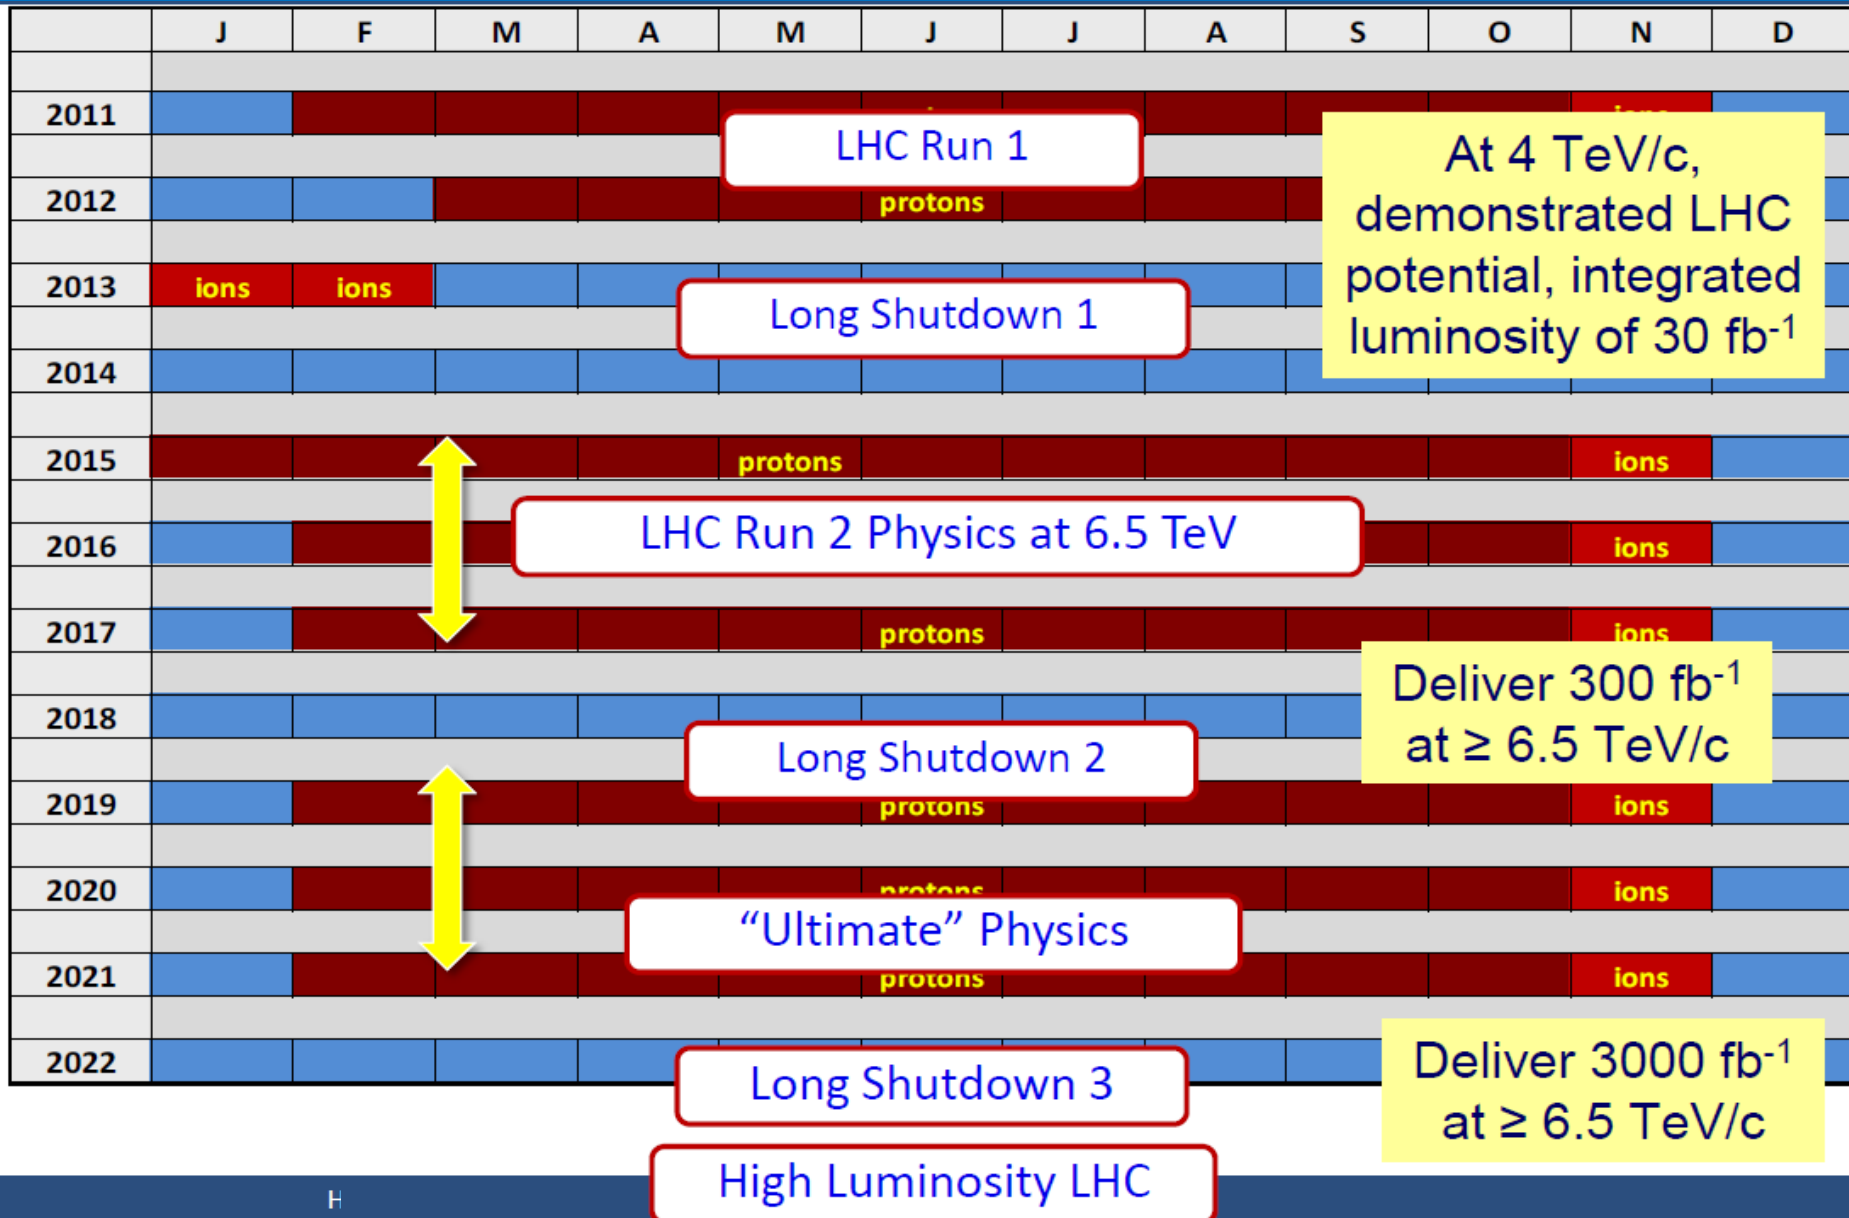 J F M A M J J A S O N D
2011 ions
LHC Run 1
At 4 TeV/c,
demonstrated LHC
potential, integrated
luminosity of 30 fb-1
2012 protons
2013 ions ions
Long Shutdown 1
2014
2015 protons ions
LHC Run 2 Physics at 6.5 TeV
2016 ions
2017 protons ions
Deliver 300 fb-1
at ≥ 6.5 TeV/c
2018
Long Shutdown 2
2019 protons ions
2020 protons ions
“Ultimate” Physics
2021 protons ions
2022
Long Shutdown 3
Deliver 3000 fb-1
at ≥ 6.5 TeV/c
High Luminosity LHC
H